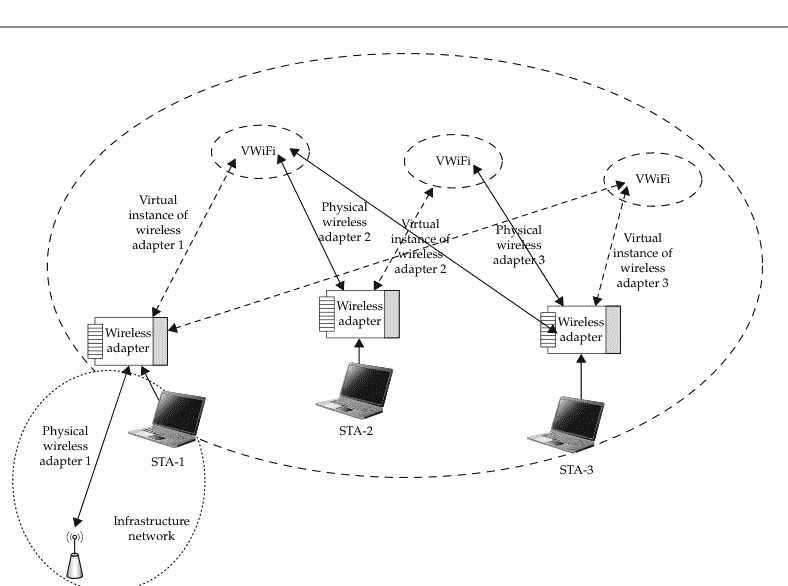 VWiFi
VWiFi
VWiFi
Virtual
instance of
wireless
adapter 1
Physical
wireless
adapter 2
Virtual
instance of
wireless
adapter 2
Physical
wireless
adapter 3
Virtual
instance of
wireless
adapter 3
Wireless
adapter
Wireless
adapter
Wireless
adapter
STA-1
STA-2
STA-3
Physical
wireless
adapter 1
Infrastructure
network